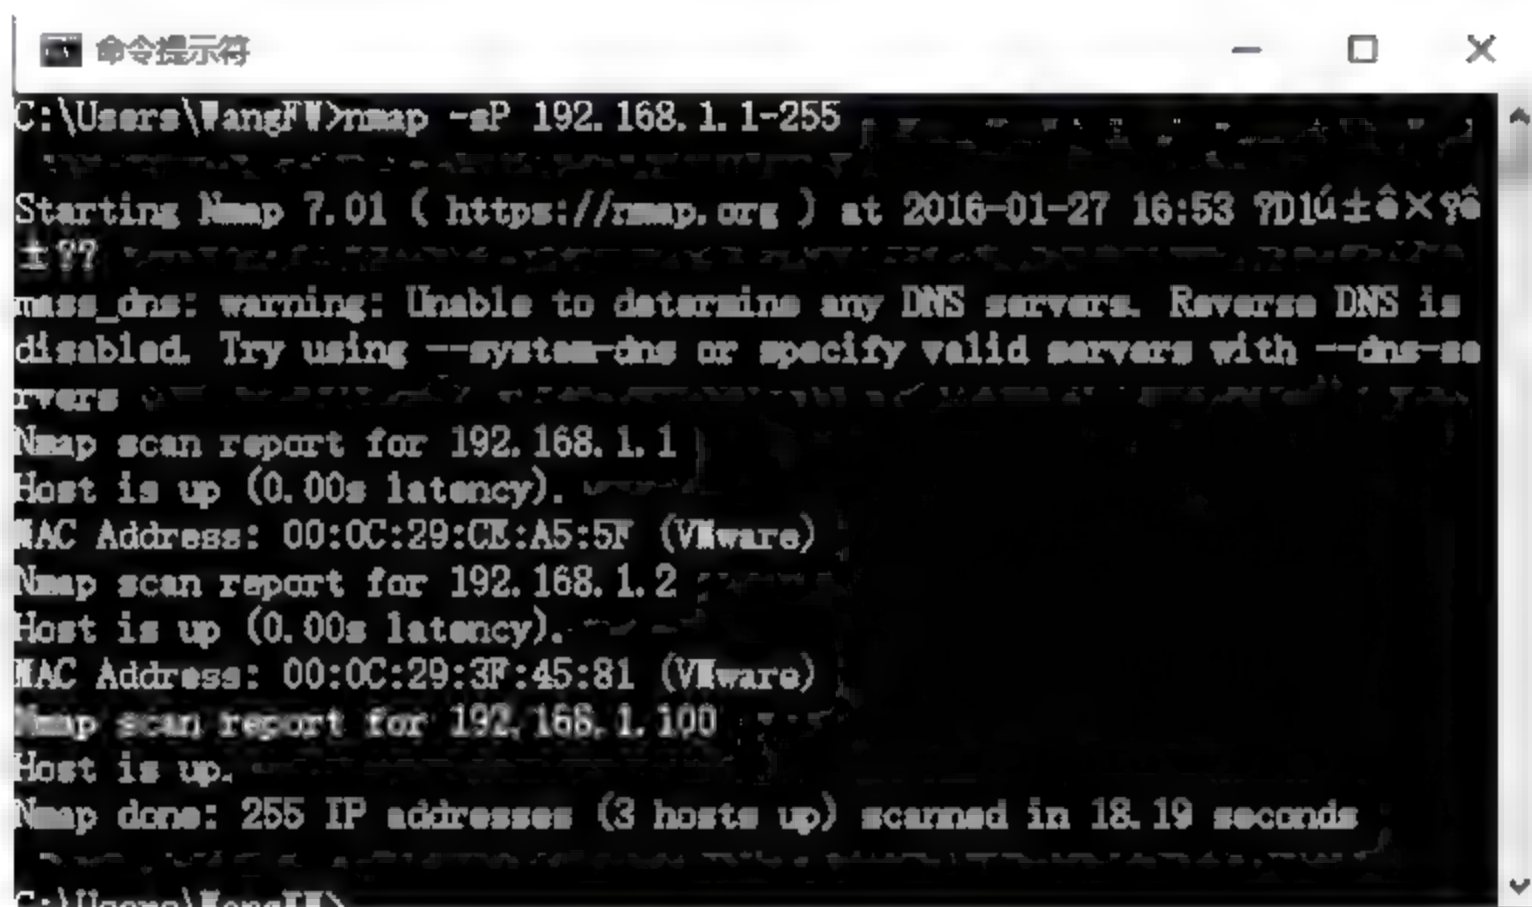 命令提示符
C:\Users\WangFW>nmap -sP 192.168.1.1-255
Starting Nmap 7.01 ( https://nmap.org ) at 2016-01-27 16:53 ?D1ú±ê×?ê
±??
mass_dns: warning: Unable to determine any DNS servers. Reverse DNS is
disabled. Try using --system-dns or specify valid servers with --dns-se
rvers
Nmap scan report for 192.168.1.1
Host is up (0.00s latency).
MAC Address: 00:0C:29:CE:A5:5F (VMware)
Nmap scan report for 192.168.1.2
Host is up (0.00s latency).
MAC Address: 00:0C:29:3F:45:81 (VMware)
Nmap scan report for 192.168.1.100
Host is up.
Nmap done: 255 IP addresses (3 hosts up) scanned in 18.19 seconds
C:\Users\WangFW>